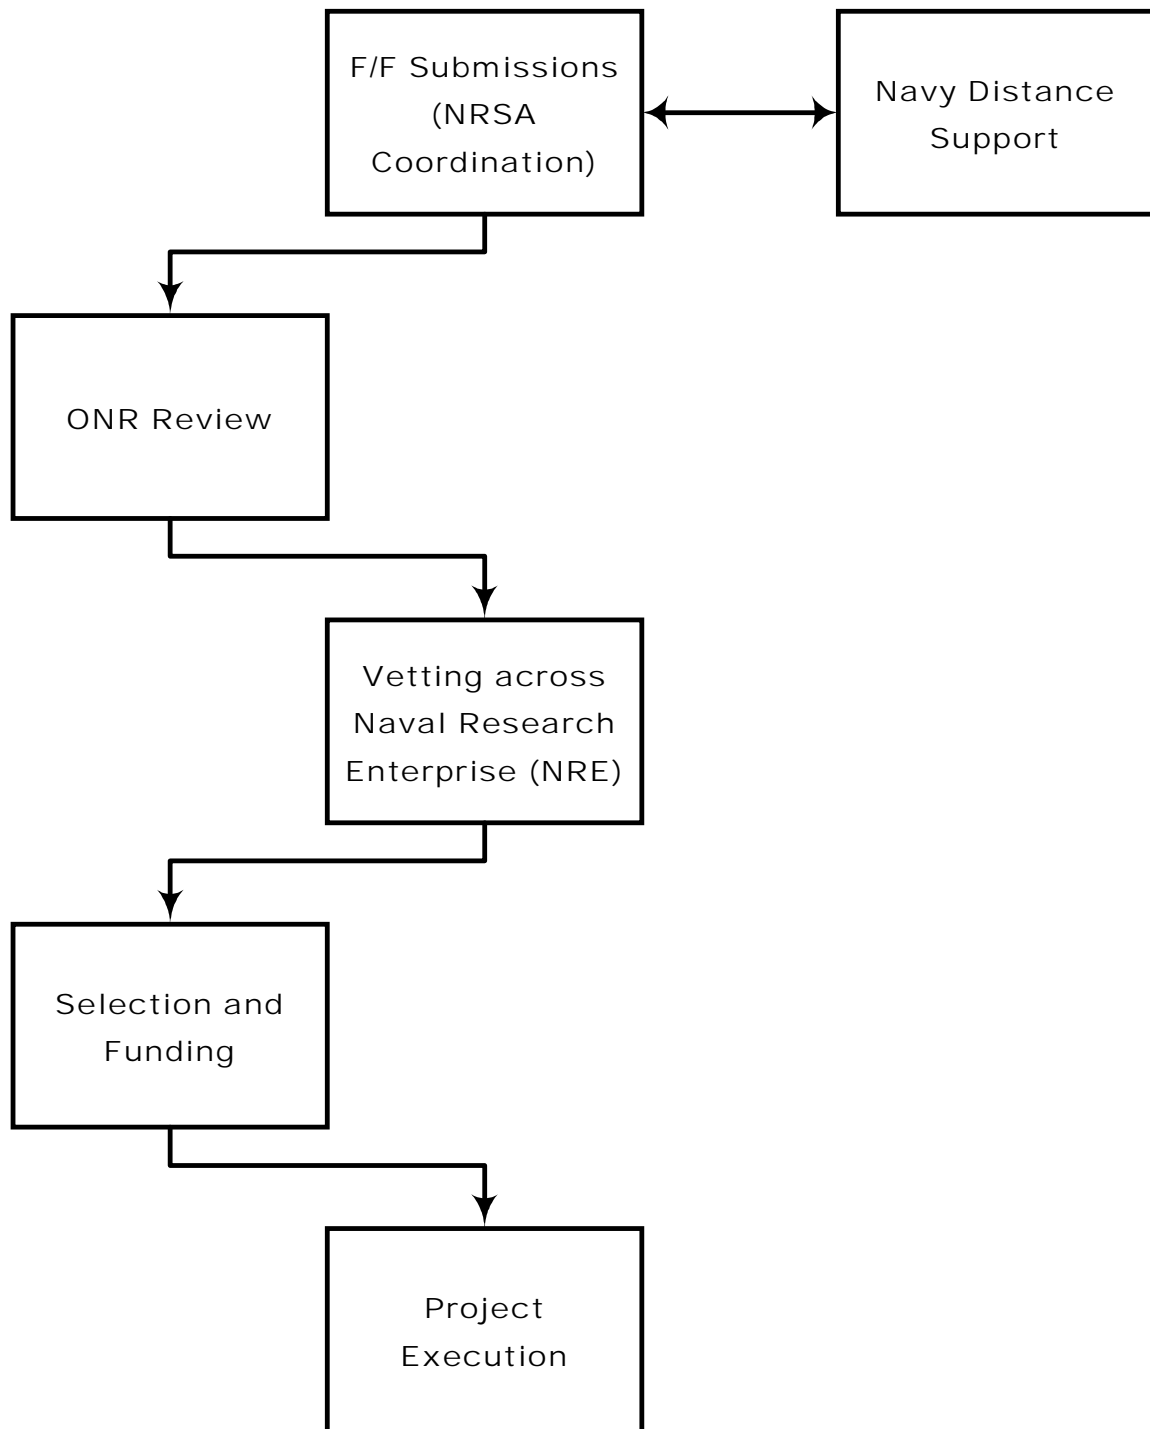 F/F Submissions
(NRSA
Coordination)
Navy Distance
Support
ONR Review
Vetting across
Naval Research
Enterprise (NRE)
Selection and
Funding
Project
Execution